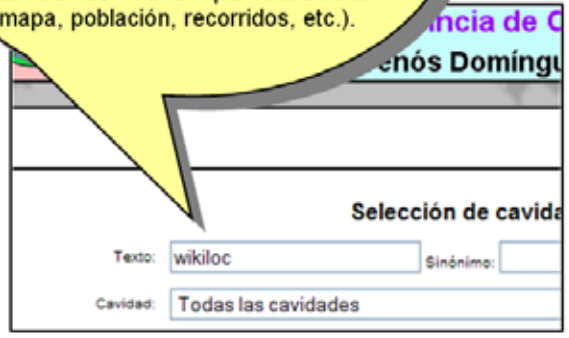 mapa, población, recorridos, etc.).
ncia de C
enós Domíngu
Selección de cavida
Texto: wikiloc Sinónimo:
Cavidad: Todas las cavidades